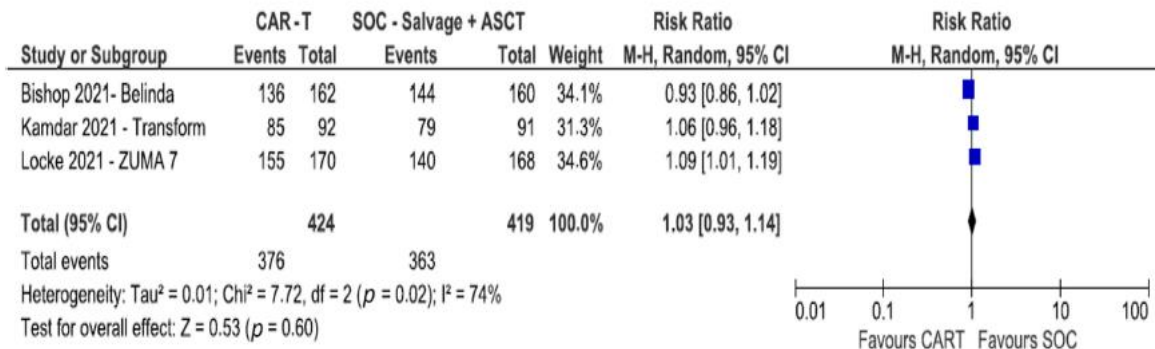 CAR-T SOC - Salvage + ASCT Risk Ratio Risk Ratio
Study or Subgroup Events Total Events Total Weight M-H, Random, 95% CI M-H, Random, 95% CI
Bishop 2021- Belinda 136 162 144 160 34.1% 0.93 [0.86, 1.02]
Kamdar 2021 - Transform 85 92 79 91 31.3% 1.06 [0.96, 1.18]
Locke 2021 - ZUMA 7 155 170 140 168 34.6% 1.09 [1.01, 1.19]
Total (95% CI) 424 419 100.0% 1.03 [0.93, 1.14]
Total events 376 363
Heterogeneity: Tau² = 0.01; Chi² = 7.72, df = 2 (p = 0.02); I² = 74%
Test for overall effect: Z = 0.53 (p = 0.60)
0.01 0.1 1 10 100
Favours CART Favours SOC